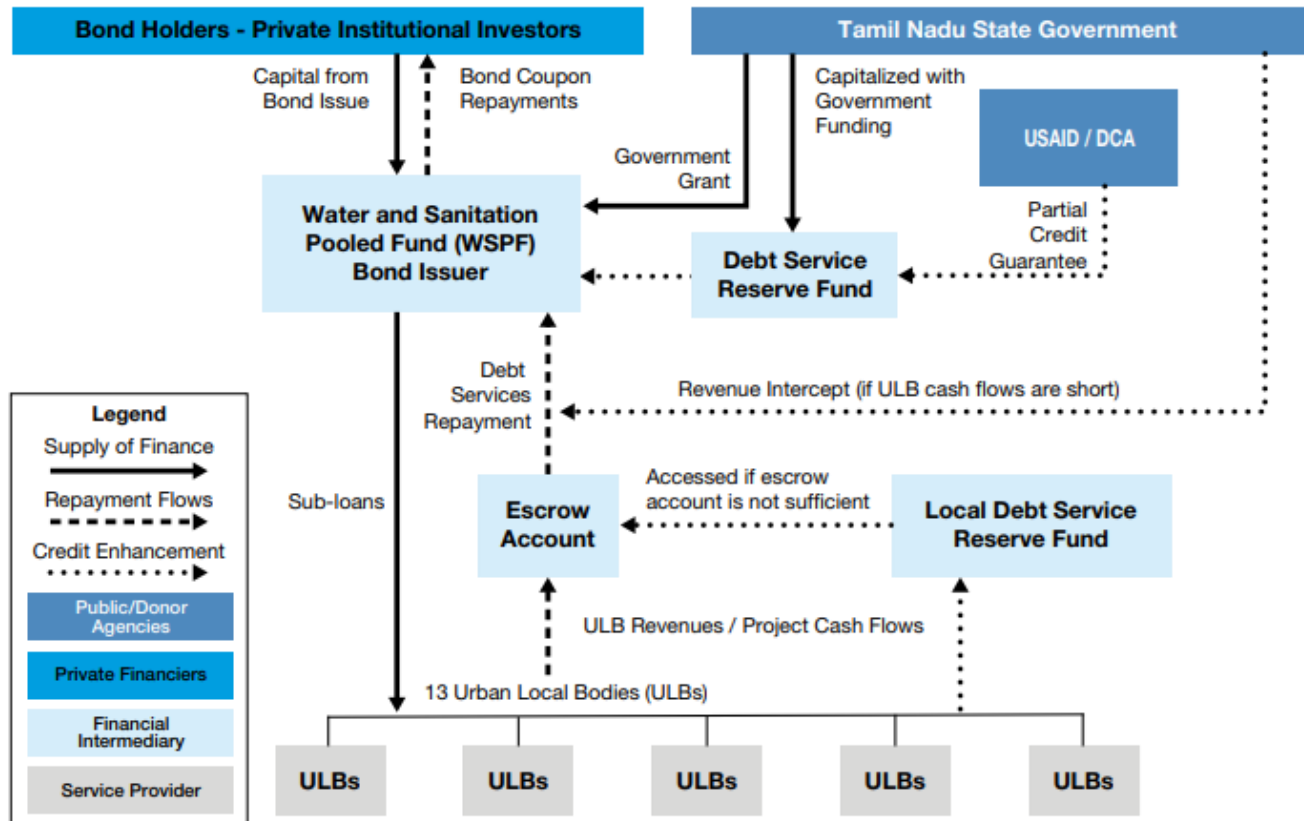 Bond Holders - Private Institutional Investors
Tamil Nadu State Government
Capital from
Bond Issue
Bond Coupon
Repayments
Capitalized with
Government
Funding
USAID / DCA
Government
Grant
Water and Sanitation
Pooled Fund (WSPF)
Bond Issuer
Partial
Credit
Guarantee
Debt Service
Reserve Fund
Debt
Services
Repayment
Revenue Intercept (if ULB cash flows are short)
Legend
Supply of Finance
Repayment Flows
Credit Enhancement
Public/Donor
Agencies
Private Financiers
Financial
Intermediary
Service Provider
Sub-loans
Escrow
Account
Accessed if escrow
account is not sufficient
Local Debt Service
Reserve Fund
ULB Revenues / Project Cash Flows
13 Urban Local Bodies (ULBs)
ULBs
ULBs
ULBs
ULBs
ULBs